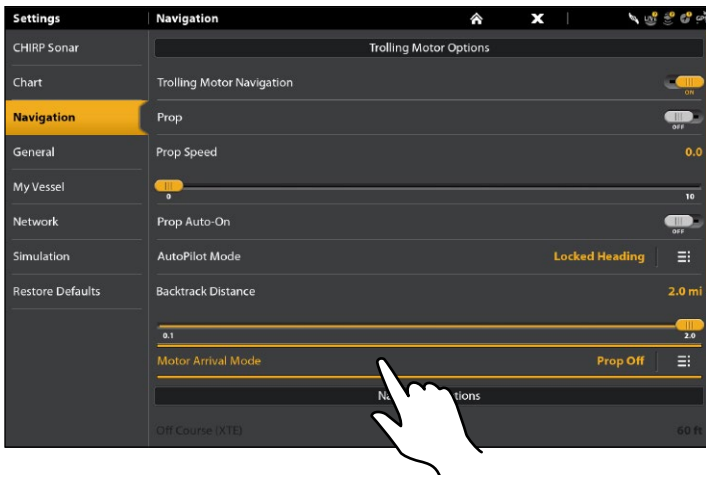 Settings
Navigation
X
CHIRP Sonar
Trolling Motor Options
Chart
Trolling Motor Navigation
ON
Navigation
Prop
OFF
General
Prop Speed
0.0
My Vessel
0
10
Network
Prop Auto-On
OFF
Simulation
AutoPilot Mode
Locked Heading
Restore Defaults
Backtrack Distance
2.0 mi
0.1
2.0
Motor Arrival Mode
Prop Off
Off Course (XTE)
60 ft